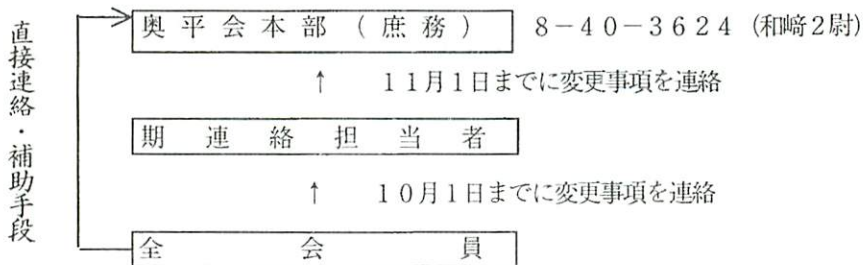 奥平会本部(庶務) 8-40-3624 (和﨑2尉)
↑ 11月1日までに変更事項を連絡
期連絡担当者
↑ 10月1日までに変更事項を連絡
全会員
直接連絡・補助手段